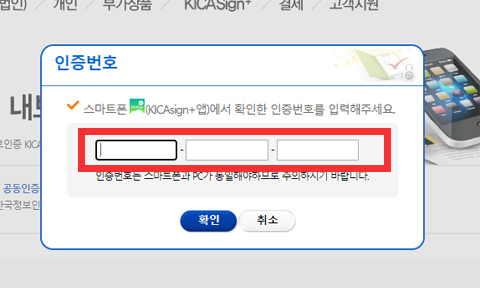 법인) / 개인 / 부가상품 / KICASign+ / 결제 / 고객지원
인증번호
내보
스마트폰 (KICAsign+앱)에서 확인한 인증번호를 입력해주세요.
부인증 KICA
- -
인증번호는 스마트폰과 PC가 동일해야하므로 주의하시기 바랍니다.
공동인증
한국정보인
확인 취소